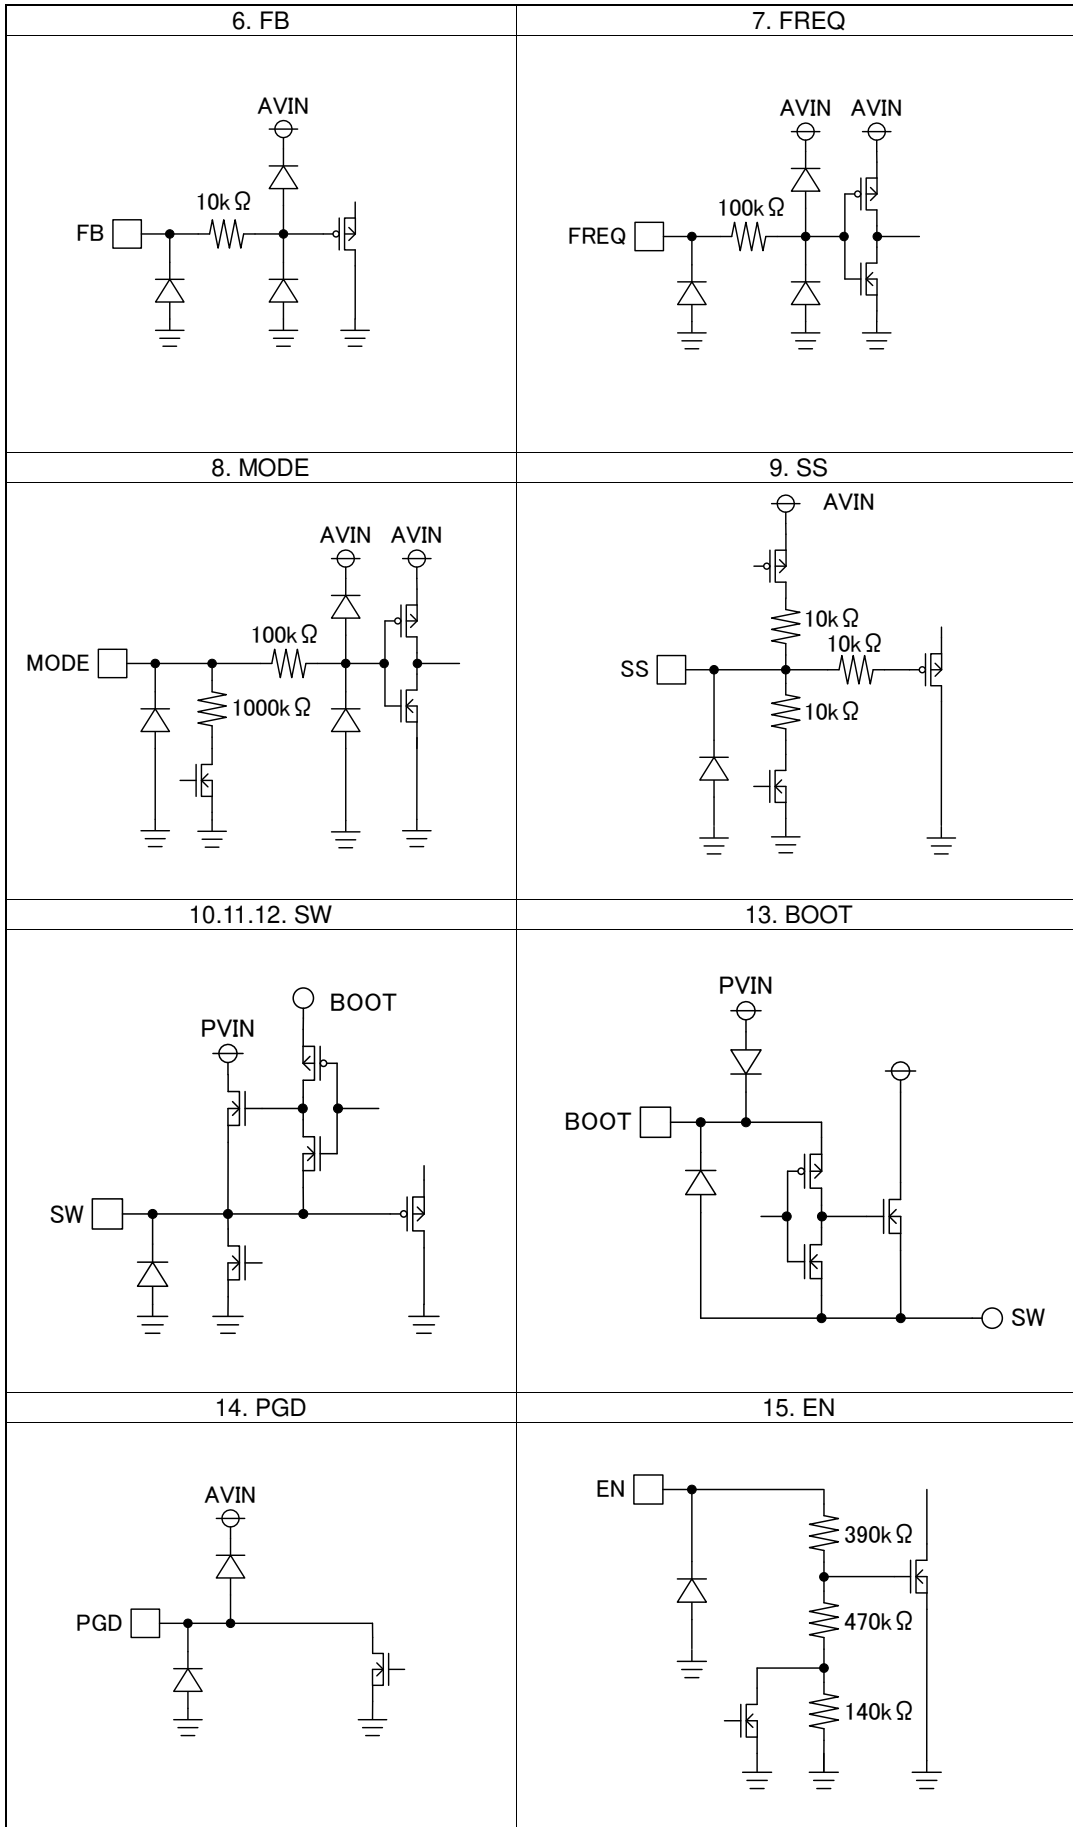 6. FB
7. FREQ
AVIN
10kΩ
FB
AVIN AVIN
100kΩ
FREQ
8. MODE
9. SS
AVIN AVIN
100kΩ
MODE
1000kΩ
AVIN
10kΩ
10kΩ
SS
10kΩ
10.11.12. SW
13. BOOT
BOOT
PVIN
SW
PVIN
BOOT
SW
14. PGD
15. EN
AVIN
PGD
EN
390kΩ
470kΩ
140kΩ